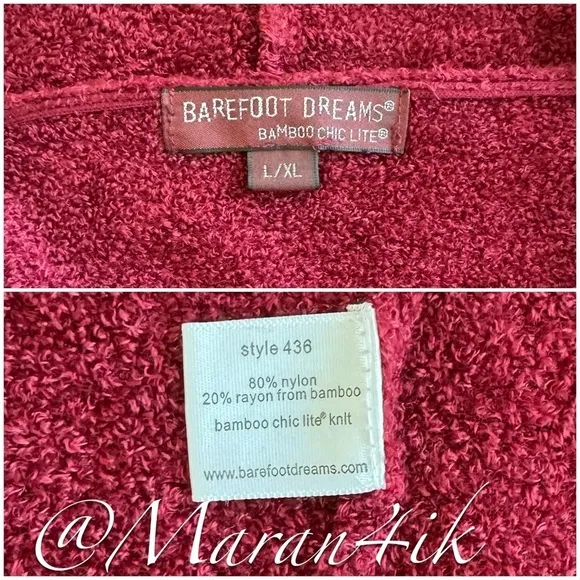 BAREFOOT DREAMS®
BAMBOO CHIC LITE®
L/XL
style 436
80% nylon
20% rayon from bamboo
bamboo chic lite® knit
www.barefootdreams.com
@Maran4ik